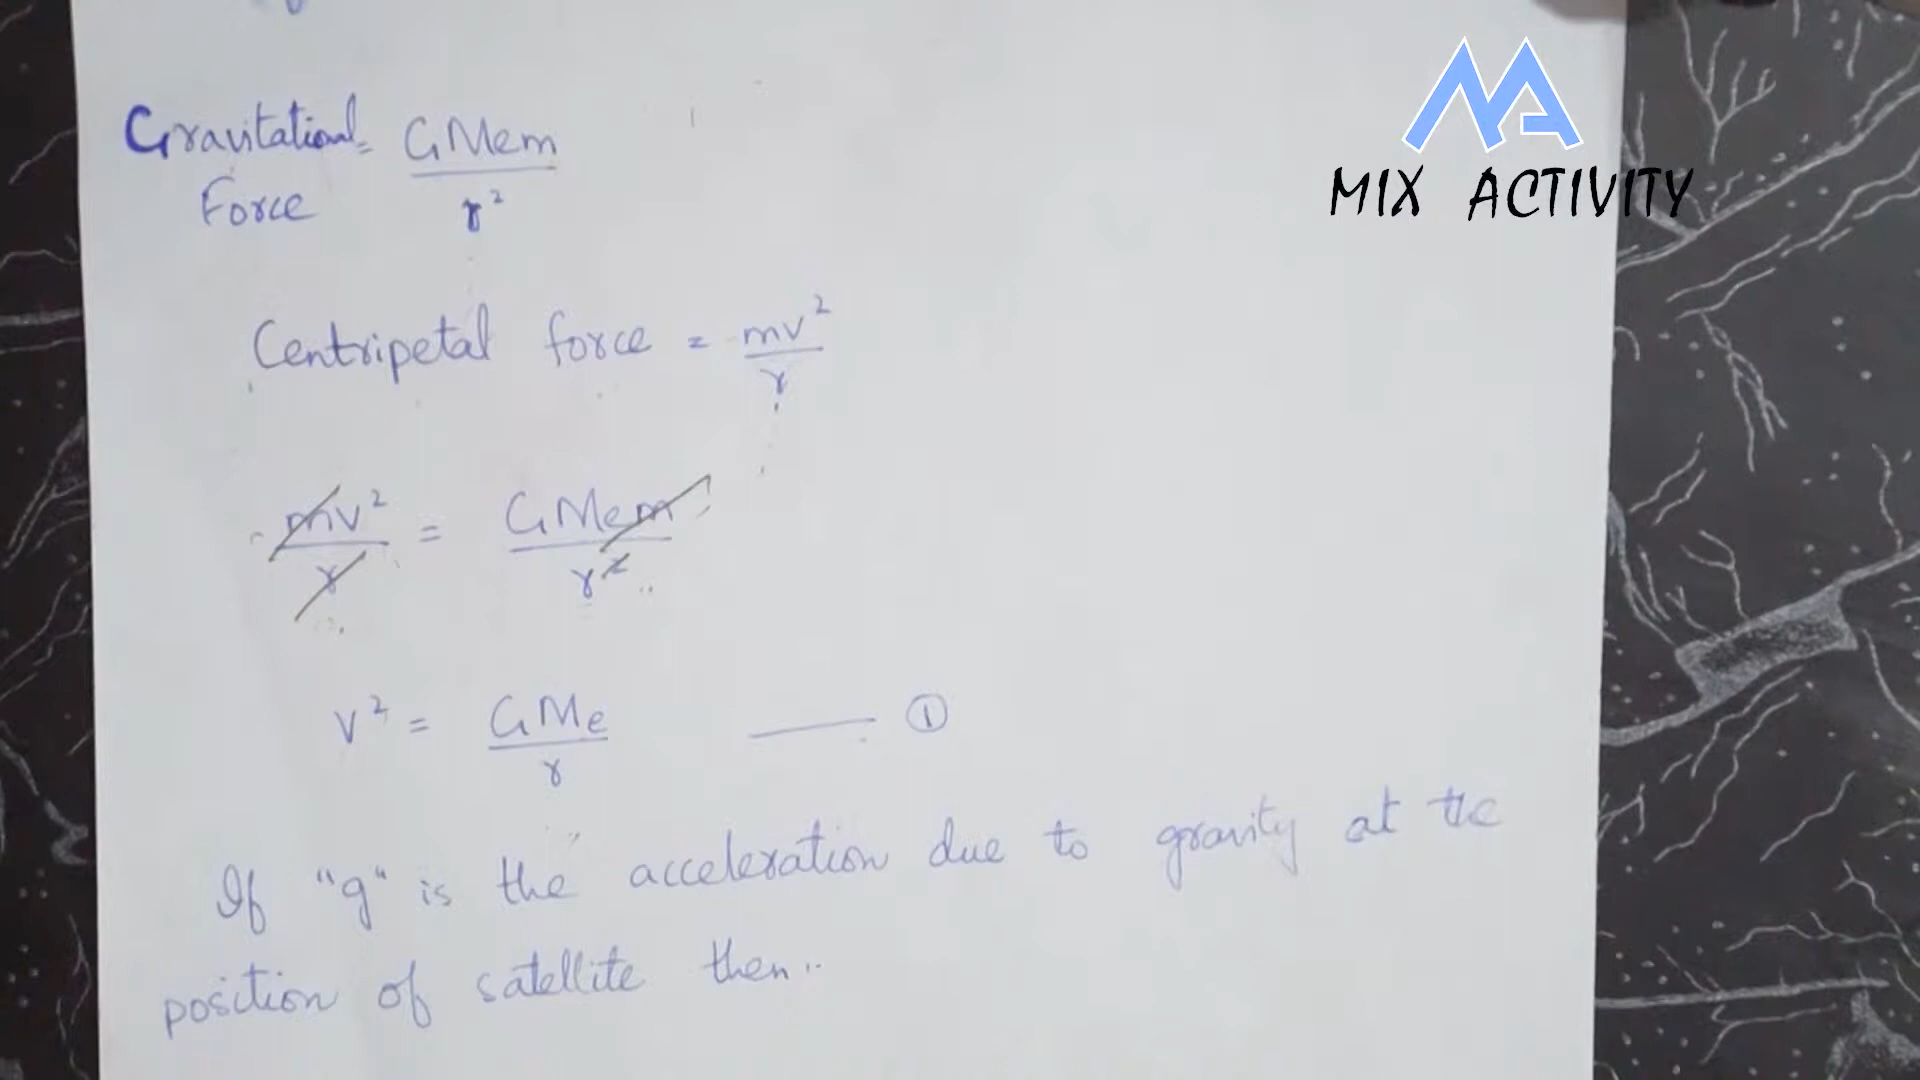 MIX ACTIVITY
Gravitational = GMem
Force r²
Centripetal force = mv²
r
mv² = GMem
r r²
v² = GMe —— ①
r
If "g" is the acceleration due to gravity at the
position of satellite then..